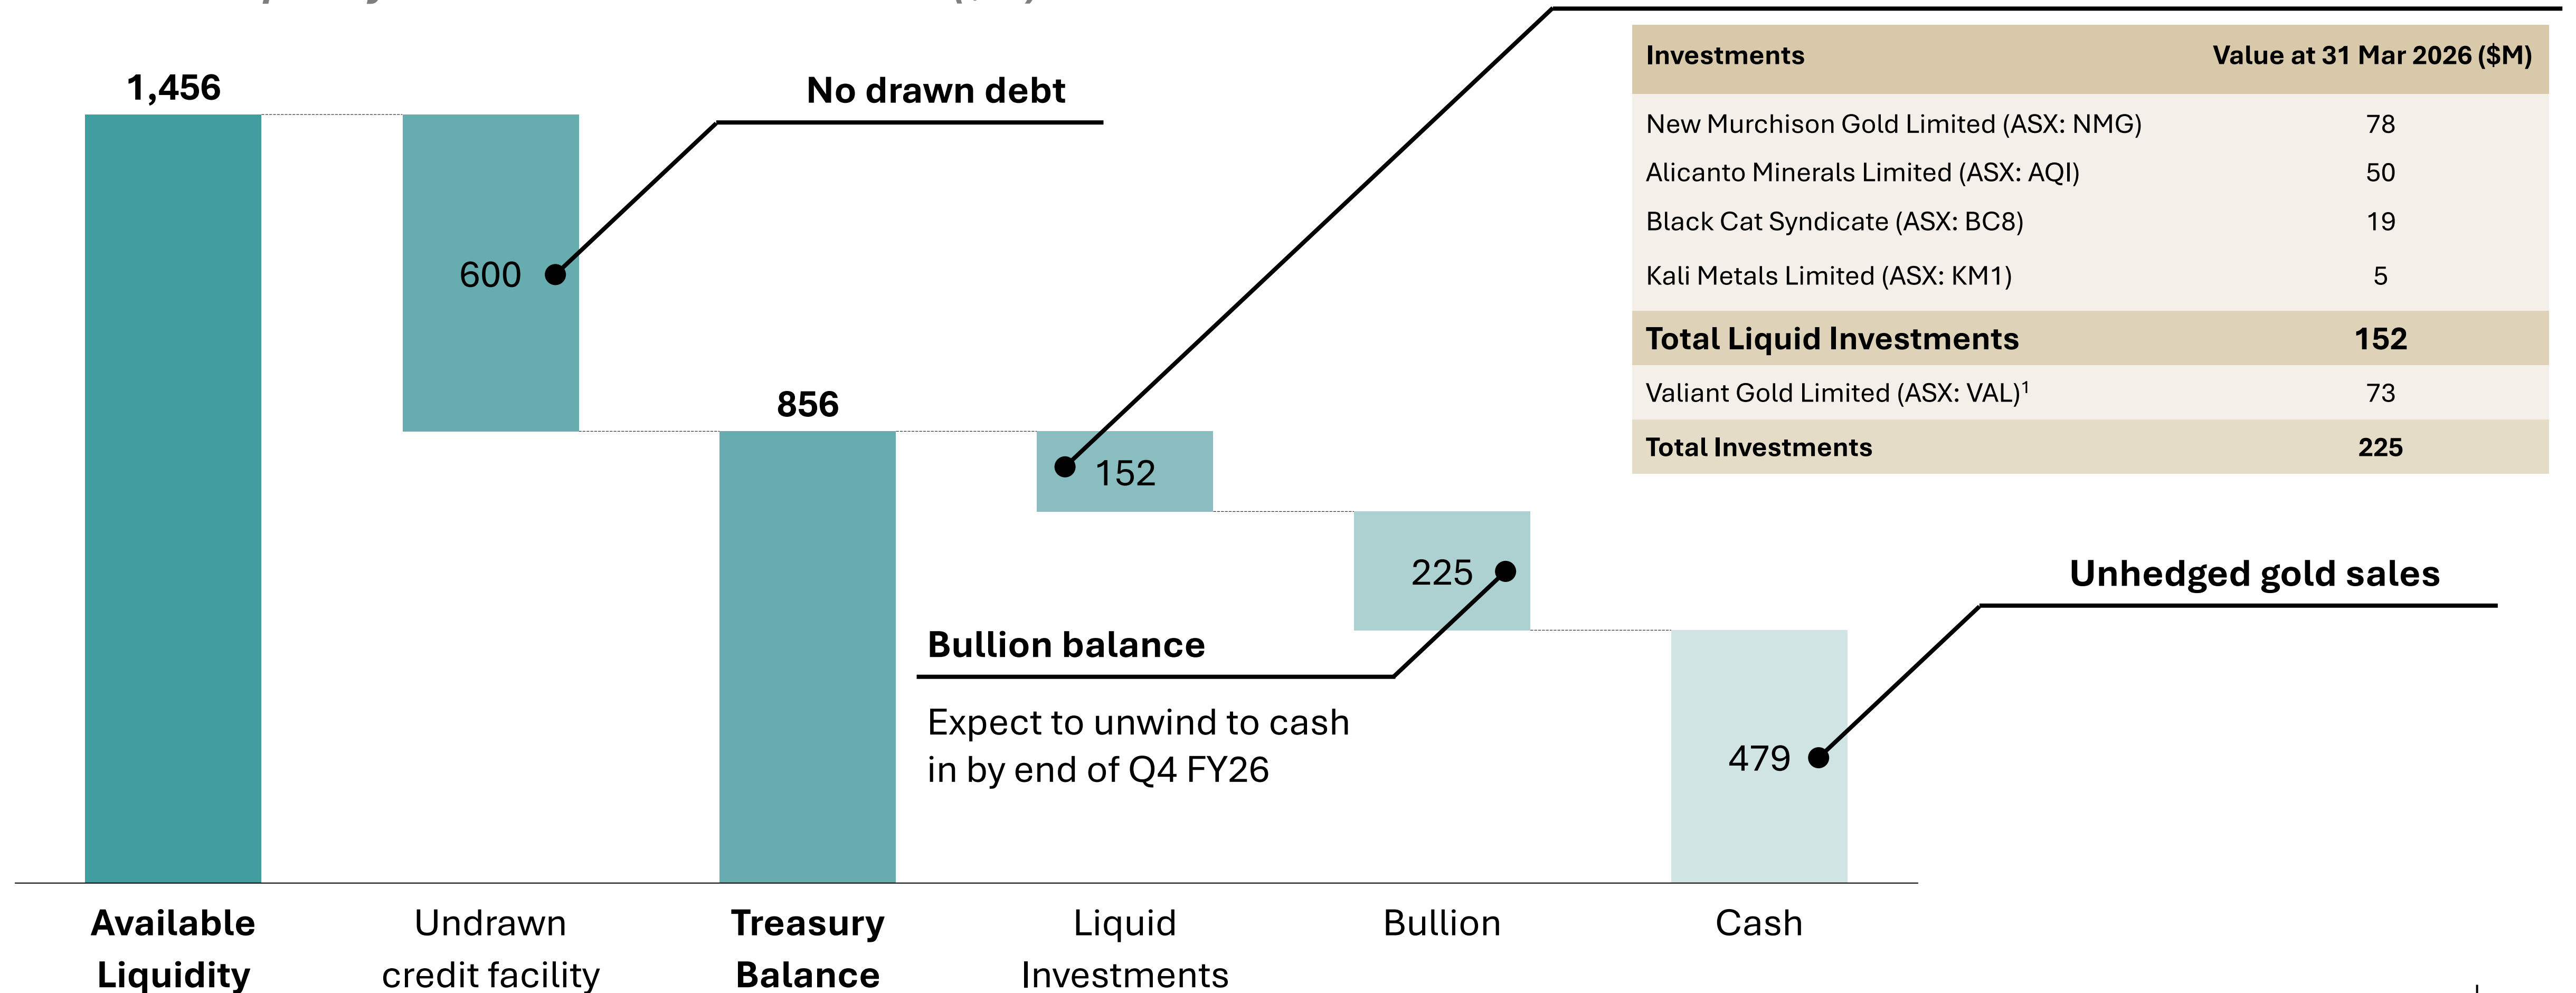 1,456
No drawn debt
600
856
152
225
Bullion balance
Expect to unwind to cash
in by end of Q4 FY26
479
Unhedged gold sales
Available
Liquidity
Undrawn
credit facility
Treasury
Balance
Liquid
Investments
Bullion
Cash
Investments Value at 31 Mar 2026 ($M)
New Murchison Gold Limited (ASX: NMG) 78
Alicanto Minerals Limited (ASX: AQI) 50
Black Cat Syndicate (ASX: BC8) 19
Kali Metals Limited (ASX: KM1) 5
Total Liquid Investments 152
Valiant Gold Limited (ASX: VAL)¹ 73
Total Investments 225